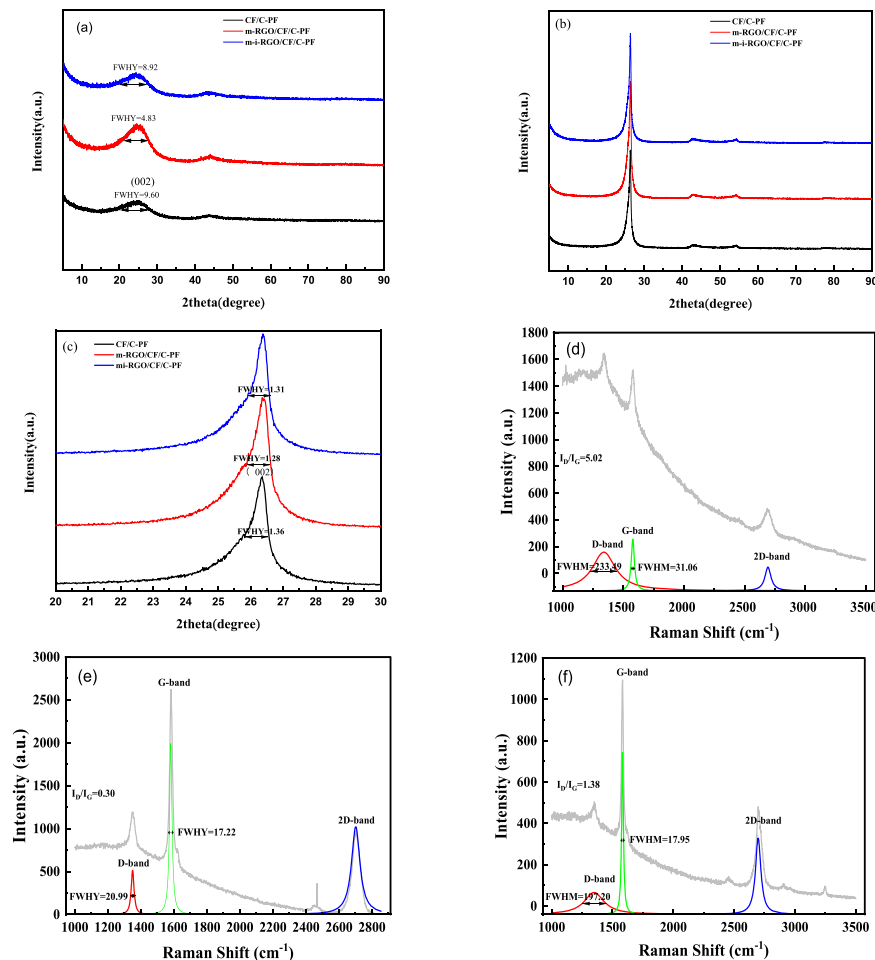 (a)
CF/C-PF
m-RGO/CF/C-PF
m-i-RGO/CF/C-PF
FWHY=8.92
FWHY=4.83
(002)
FWHY=9.60
Intensity(a.u.)
10 20 30 40 50 60 70 80 90
2theta(degree)
(b)
CF/C-PF
m-RGO/CF/C-PF
m-i-RGO/CF/C-PF
Intensity(a.u.)
10 20 30 40 50 60 70 80 90
2theta(degree)
(c)
CF/C-PF
m-RGO/CF/C-PF
mi-RGO/CF/C-PF
FWHY=1.31
FWHY=1.28
( 002)
FWHY=1.36
Intensity(a.u.)
20 21 22 23 24 25 26 27 28 29 30
2theta(degree)
(d)
1800
1600
1400
1200
1000
800
600
400
200
0
Intensity (a.u.)
I_D/I_G=5.02
G-band
D-band
FWHM=233.49
FWHM=31.06
2D-band
1000 1500 2000 2500 3000 3500
Raman Shift (cm⁻¹)
(e)
3000
2500
2000
1500
1000
500
0
Intensity (a.u.)
G-band
I_D/I_G=0.30
FWHY=17.22
2D-band
D-band
FWHY=20.99
1000 1200 1400 1600 1800 2000 2200 2400 2600 2800
Raman Shift (cm⁻¹)
(f)
1200
1000
800
600
400
200
0
Intensity (a.u.)
G-band
I_D/I_G=1.38
FWHM=17.95
2D-band
D-band
FWHM=197.20
1000 1500 2000 2500 3000 3500
Raman Shift (cm⁻¹)